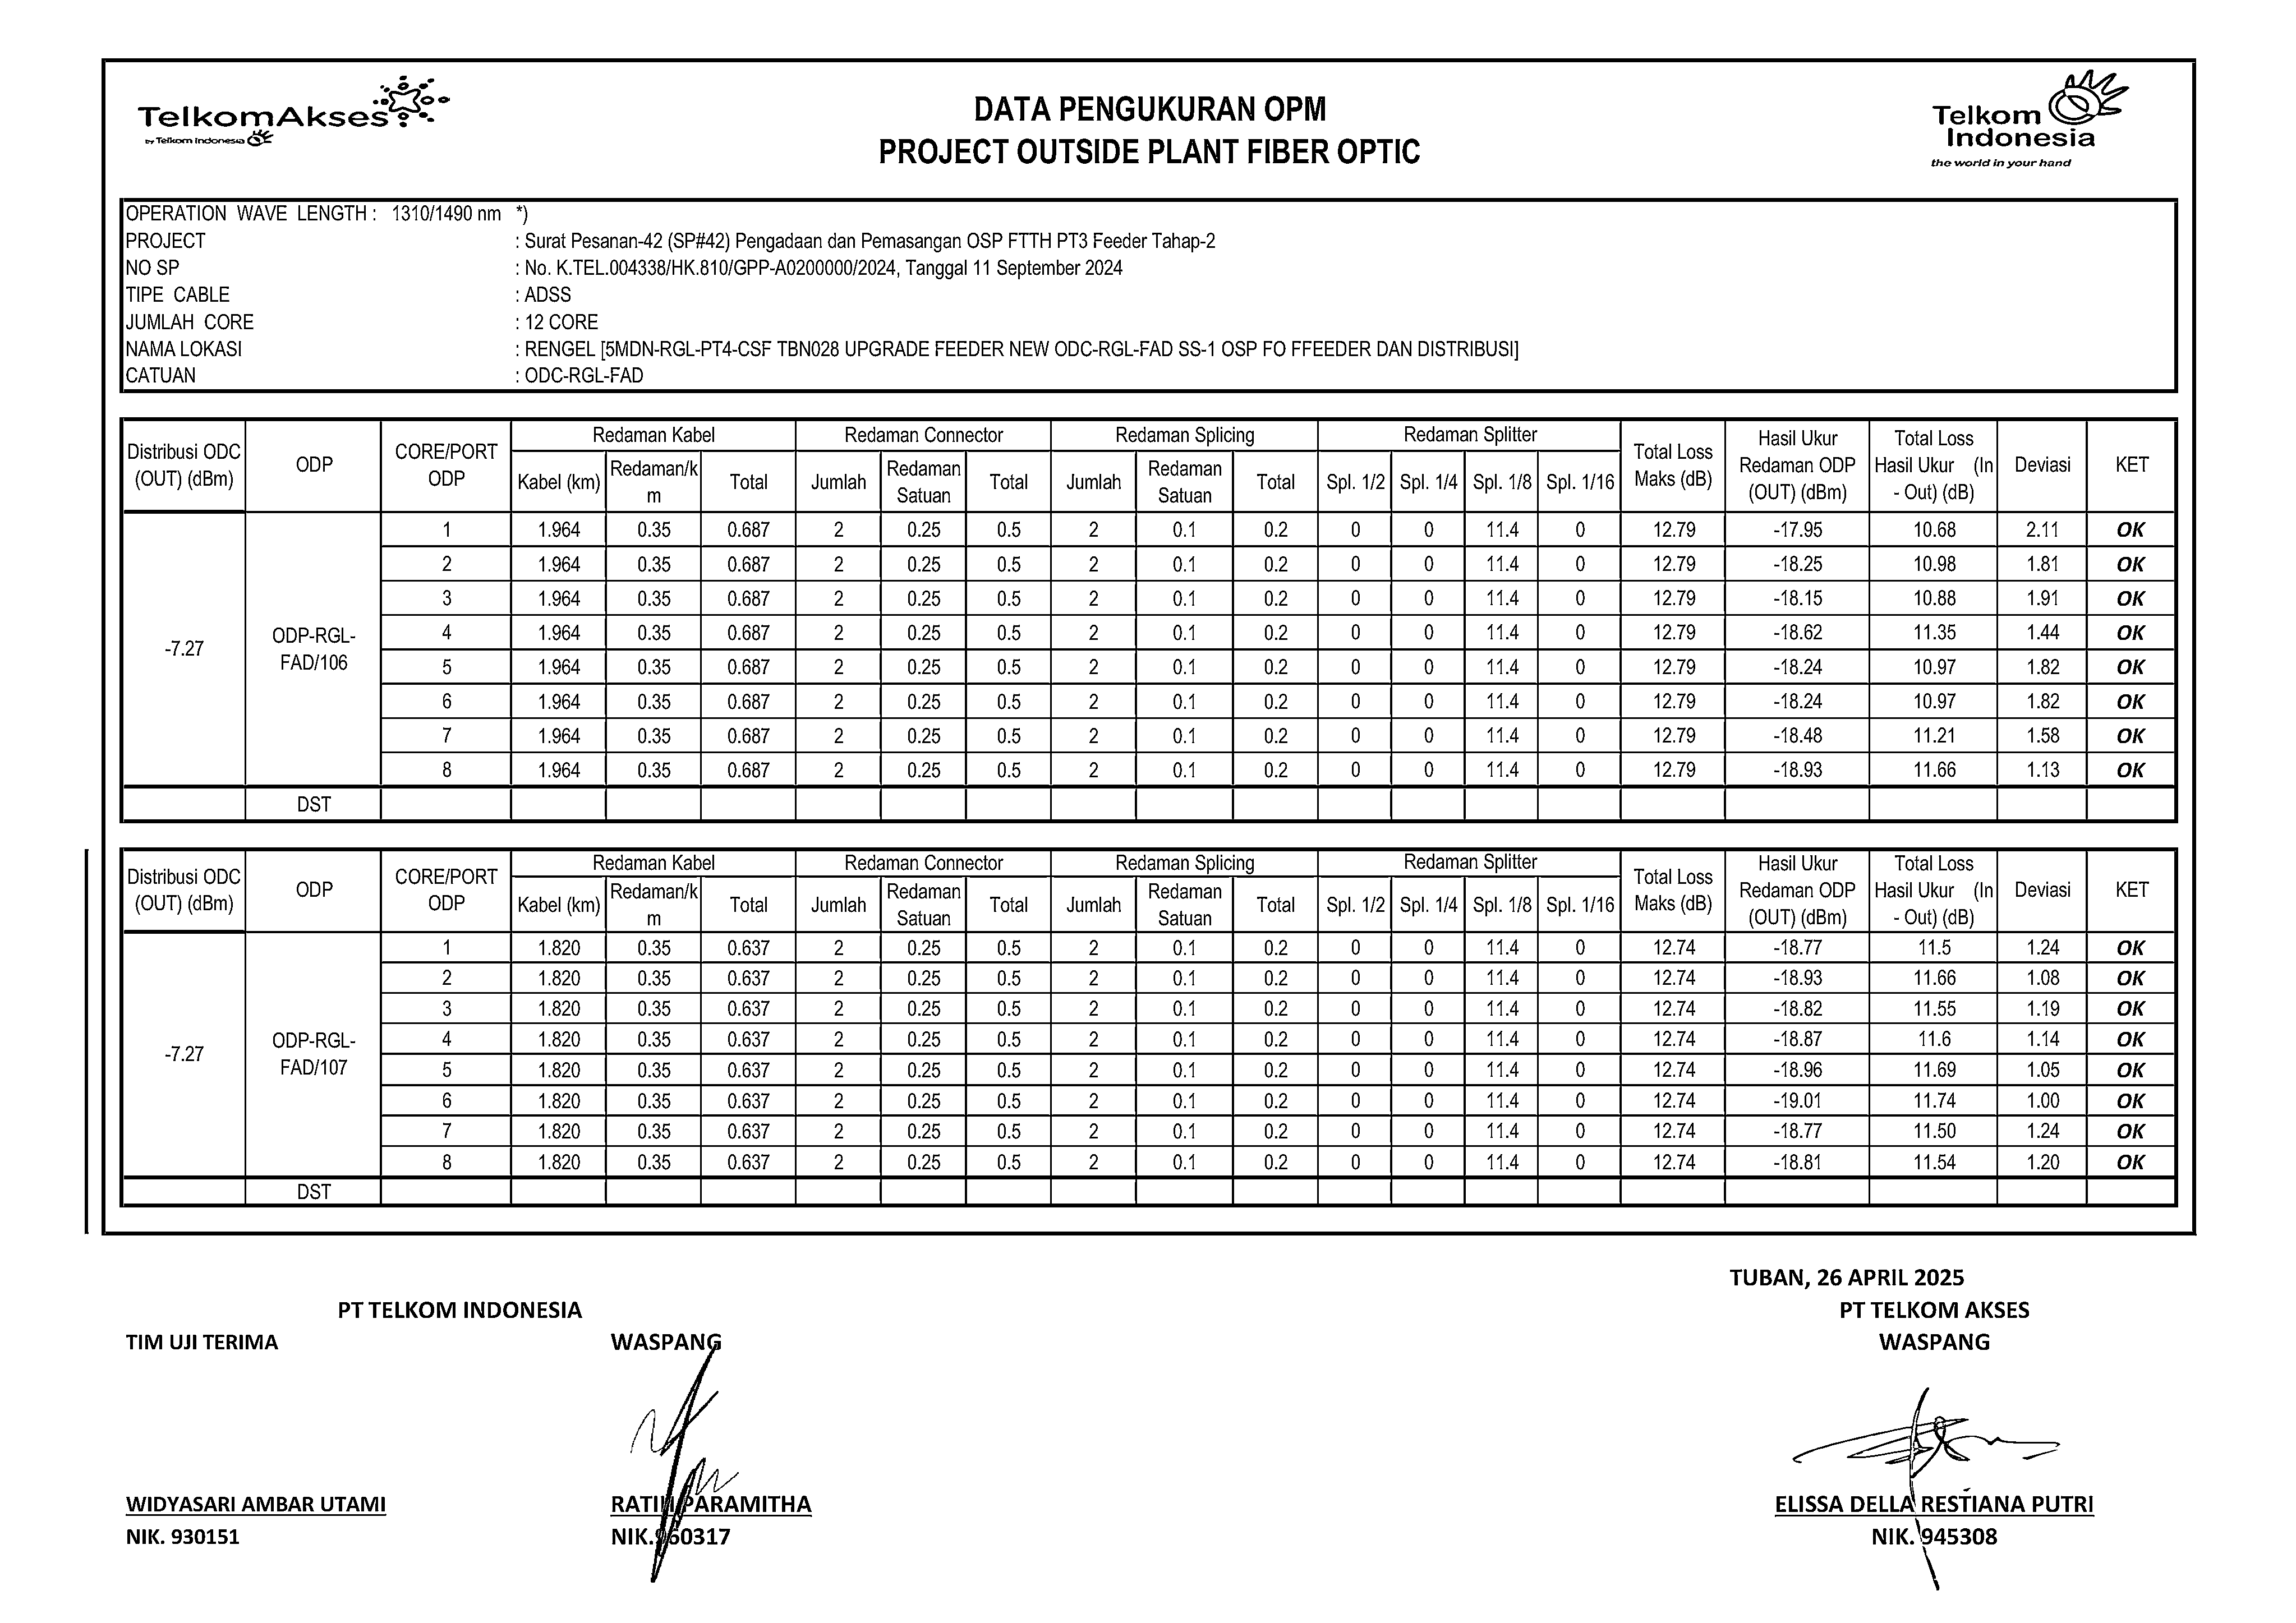 TelkomAkses
by Telkom Indonesia
DATA PENGUKURAN OPM
PROJECT OUTSIDE PLANT FIBER OPTIC
Telkom
Indonesia
the world in your hand
OPERATION WAVE LENGTH : 1310/1490 nm *)
PROJECT : Surat Pesanan-42 (SP#42) Pengadaan dan Pemasangan OSP FTTH PT3 Feeder Tahap-2
NO SP : No. K.TEL.004338/HK.810/GPP-A0200000/2024, Tanggal 11 September 2024
TIPE CABLE : ADSS
JUMLAH CORE : 12 CORE
NAMA LOKASI : RENGEL [5MDN-RGL-PT4-CSF TBN028 UPGRADE FEEDER NEW ODC-RGL-FAD SS-1 OSP FO FFEEDER DAN DISTRIBUSI]
CATUAN : ODC-RGL-FAD
Distribusi ODC (OUT) (dBm) ODP CORE/PORT ODP Redaman Kabel Redaman Connector Redaman Splicing Redaman Splitter Total Loss Maks (dB) Hasil Ukur Redaman ODP (OUT) (dBm) Total Loss Hasil Ukur (In - Out) (dB) Deviasi KET
Kabel (km) Redaman/km Total Jumlah Redaman Satuan Total Jumlah Redaman Satuan Total Spl. 1/2 Spl. 1/4 Spl. 1/8 Spl. 1/16
-7.27 ODP-RGL-FAD/106
1 1.964 0.35 0.687 2 0.25 0.5 2 0.1 0.2 0 0 11.4 0 12.79 -17.95 10.68 2.11 OK
2 1.964 0.35 0.687 2 0.25 0.5 2 0.1 0.2 0 0 11.4 0 12.79 -18.25 10.98 1.81 OK
3 1.964 0.35 0.687 2 0.25 0.5 2 0.1 0.2 0 0 11.4 0 12.79 -18.15 10.88 1.91 OK
4 1.964 0.35 0.687 2 0.25 0.5 2 0.1 0.2 0 0 11.4 0 12.79 -18.62 11.35 1.44 OK
5 1.964 0.35 0.687 2 0.25 0.5 2 0.1 0.2 0 0 11.4 0 12.79 -18.24 10.97 1.82 OK
6 1.964 0.35 0.687 2 0.25 0.5 2 0.1 0.2 0 0 11.4 0 12.79 -18.24 10.97 1.82 OK
7 1.964 0.35 0.687 2 0.25 0.5 2 0.1 0.2 0 0 11.4 0 12.79 -18.48 11.21 1.58 OK
8 1.964 0.35 0.687 2 0.25 0.5 2 0.1 0.2 0 0 11.4 0 12.79 -18.93 11.66 1.13 OK
DST
Distribusi ODC (OUT) (dBm) ODP CORE/PORT ODP Redaman Kabel Redaman Connector Redaman Splicing Redaman Splitter Total Loss Maks (dB) Hasil Ukur Redaman ODP (OUT) (dBm) Total Loss Hasil Ukur (In - Out) (dB) Deviasi KET
Kabel (km) Redaman/km Total Jumlah Redaman Satuan Total Jumlah Redaman Satuan Total Spl. 1/2 Spl. 1/4 Spl. 1/8 Spl. 1/16
-7.27 ODP-RGL-FAD/107
1 1.820 0.35 0.637 2 0.25 0.5 2 0.1 0.2 0 0 11.4 0 12.74 -18.77 11.5 1.24 OK
2 1.820 0.35 0.637 2 0.25 0.5 2 0.1 0.2 0 0 11.4 0 12.74 -18.93 11.66 1.08 OK
3 1.820 0.35 0.637 2 0.25 0.5 2 0.1 0.2 0 0 11.4 0 12.74 -18.82 11.55 1.19 OK
4 1.820 0.35 0.637 2 0.25 0.5 2 0.1 0.2 0 0 11.4 0 12.74 -18.87 11.6 1.14 OK
5 1.820 0.35 0.637 2 0.25 0.5 2 0.1 0.2 0 0 11.4 0 12.74 -18.96 11.69 1.05 OK
6 1.820 0.35 0.637 2 0.25 0.5 2 0.1 0.2 0 0 11.4 0 12.74 -19.01 11.74 1.00 OK
7 1.820 0.35 0.637 2 0.25 0.5 2 0.1 0.2 0 0 11.4 0 12.74 -18.77 11.50 1.24 OK
8 1.820 0.35 0.637 2 0.25 0.5 2 0.1 0.2 0 0 11.4 0 12.74 -18.81 11.54 1.20 OK
DST
TUBAN, 26 APRIL 2025
PT TELKOM INDONESIA PT TELKOM AKSES
TIM UJI TERIMA WASPANG WASPANG
WIDYASARI AMBAR UTAMI RATIH PARAMITHA ELISSA DELLA RESTIANA PUTRI
NIK. 930151 NIK. 960317 NIK. 945308